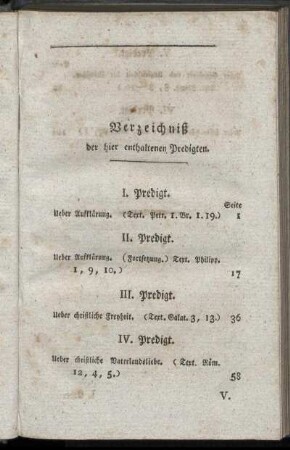 Verzeichniß
der hier enthaltenen Predigten.
I. Predigt.
Seite
Ueber Aufklärung. (Text. Petr. I. Br. I. 19.) 1
II. Predigt.
Ueber Aufklärung. (Fortsetzung.) Text. Philipp.
1, 9, 10.) 17
III. Predigt.
Ueber christliche Freyheit. (Text. Galat. 3, 13.) 36
IV. Predigt.
Ueber christliche Vaterlandsliebe. (Text. Röm.
12, 4, 5.) 58
V.